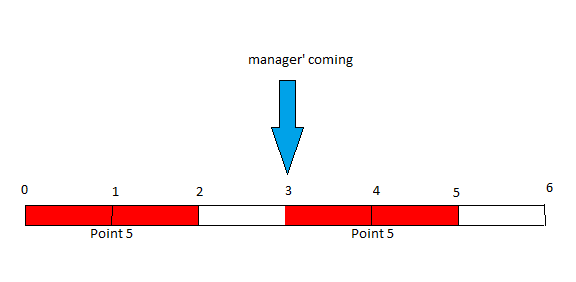 manager' coming
0 1 2 3 4 5 6
Point 5 Point 5